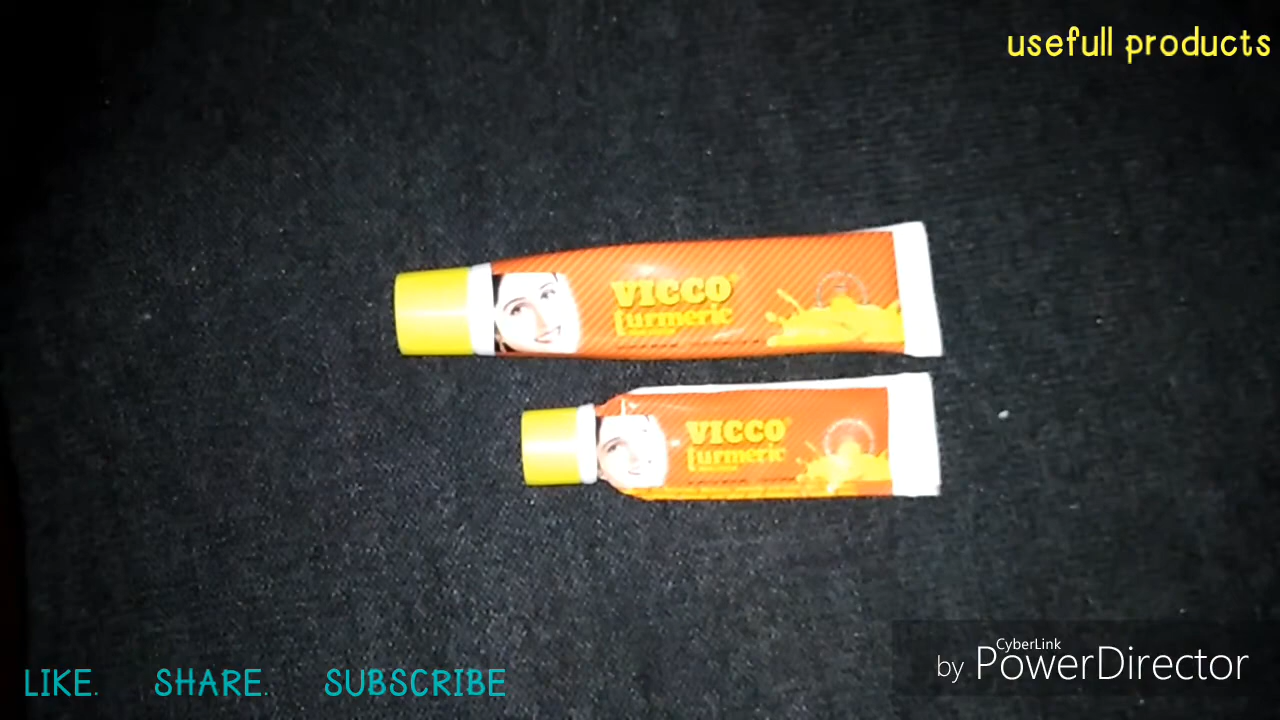 usefull products
VICCO
turmeric
VICCO
turmeric
LIKE. SHARE. SUBSCRIBE
CyberLink
by PowerDirector